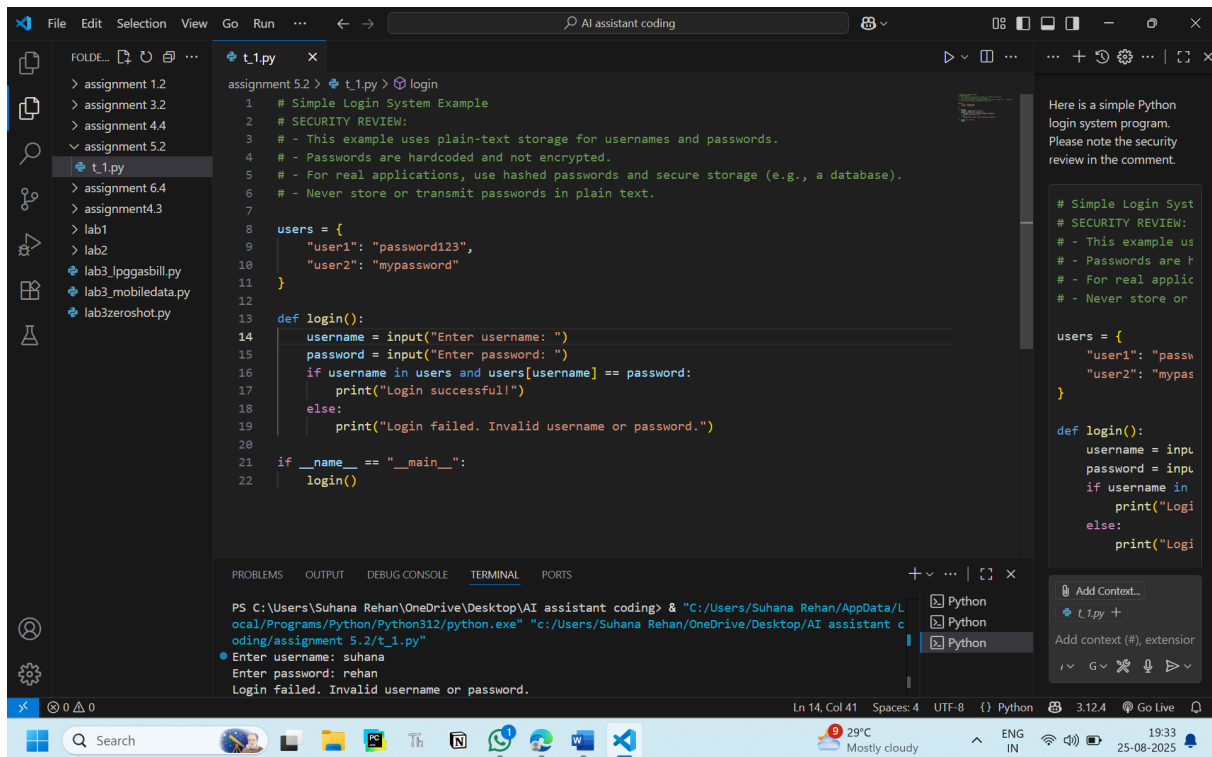 File Edit Selection View Go Run ··· AI assistant coding
FOLDE...
assignment 1.2
assignment 3.2
assignment 4.4
assignment 5.2
t_1.py
assignment 6.4
assignment4.3
lab1
lab2
lab3_lpggasbill.py
lab3_mobiledata.py
lab3zeroshot.py
t_1.py
assignment 5.2 > t_1.py > login
1 # Simple Login System Example
2 # SECURITY REVIEW:
3 # - This example uses plain-text storage for usernames and passwords.
4 # - Passwords are hardcoded and not encrypted.
5 # - For real applications, use hashed passwords and secure storage (e.g., a database).
6 # - Never store or transmit passwords in plain text.
7
8 users = {
9 "user1": "password123",
10 "user2": "mypassword"
11 }
12
13 def login():
14 username = input("Enter username: ")
15 password = input("Enter password: ")
16 if username in users and users[username] == password:
17 print("Login successful!")
18 else:
19 print("Login failed. Invalid username or password.")
20
21 if __name__ == "__main__":
22 login()
PROBLEMS OUTPUT DEBUG CONSOLE TERMINAL PORTS
PS C:\Users\Suhana Rehan\OneDrive\Desktop\AI assistant coding> & "C:/Users/Suhana Rehan/AppData/L
ocal/Programs/Python/Python312/python.exe" "c:/Users/Suhana Rehan/OneDrive/Desktop/AI assistant c
oding/assignment 5.2/t_1.py"
Enter username: suhana
Enter password: rehan
Login failed. Invalid username or password.
Python
Python
Python
Here is a simple Python
login system program.
Please note the security
review in the comment.
# Simple Login Syst
# SECURITY REVIEW:
# - This example us
# - Passwords are h
# - For real applic
# - Never store or
users = {
"user1": "passw
"user2": "mypas
}
def login():
username = inpu
password = inpu
if username in
print("Logi
else:
print("Logi
Add Context...
t_1.py +
Add context (#), extension
G
0 0 Ln 14, Col 41 Spaces: 4 UTF-8 {} Python 3.12.4 Go Live
Search
PC
Th
1
9
29°C
Mostly cloudy
ENG
IN
19:33
25-08-2025